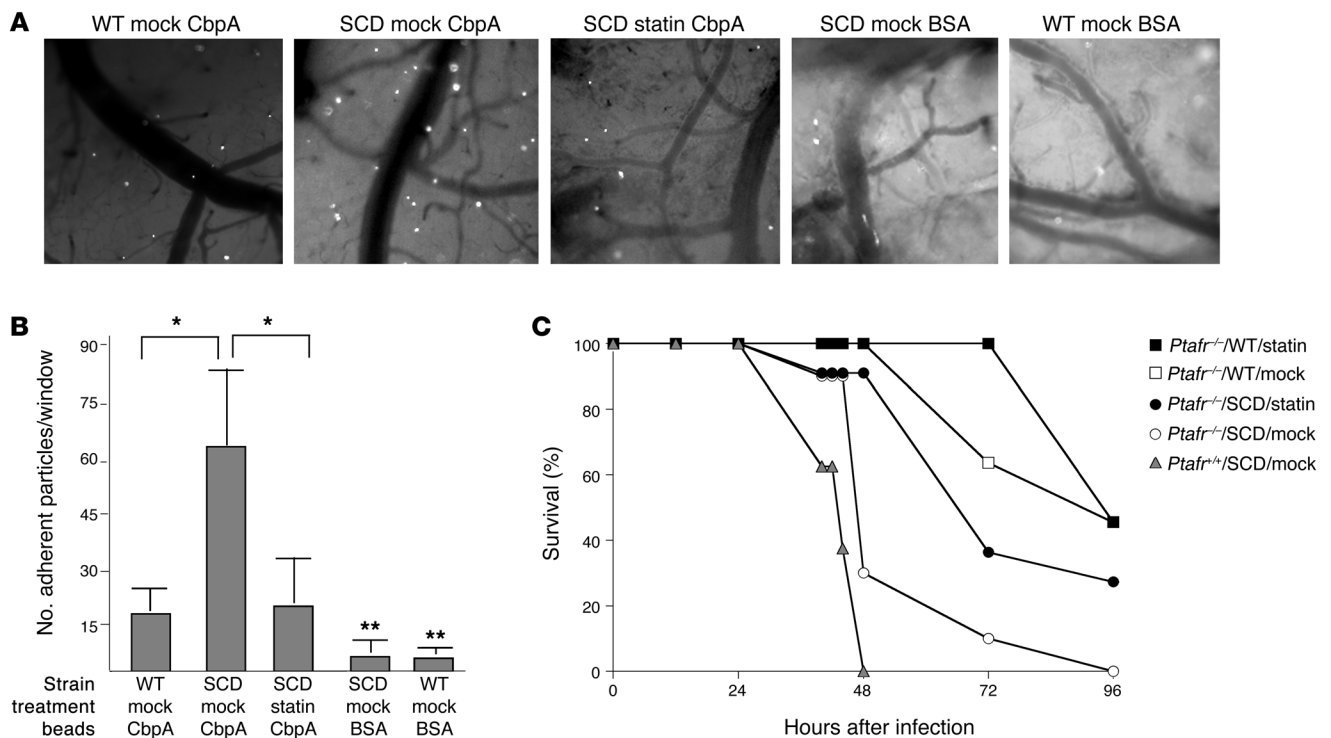 A
WT mock CbpA
SCD mock CbpA
SCD statin CbpA
SCD mock BSA
WT mock BSA
B
No. adherent particles/window
90
75
60
45
30
15
*
*
**
**
Strain WT SCD SCD SCD WT
treatment mock mock statin mock mock
beads CbpA CbpA CbpA BSA BSA
C
Survival (%)
100
80
60
40
20
0
0 24 48 72 96
Hours after infection
Ptafr–/–/WT/statin
Ptafr–/–/WT/mock
Ptafr–/–/SCD/statin
Ptafr–/–/SCD/mock
Ptafr+/+/SCD/mock